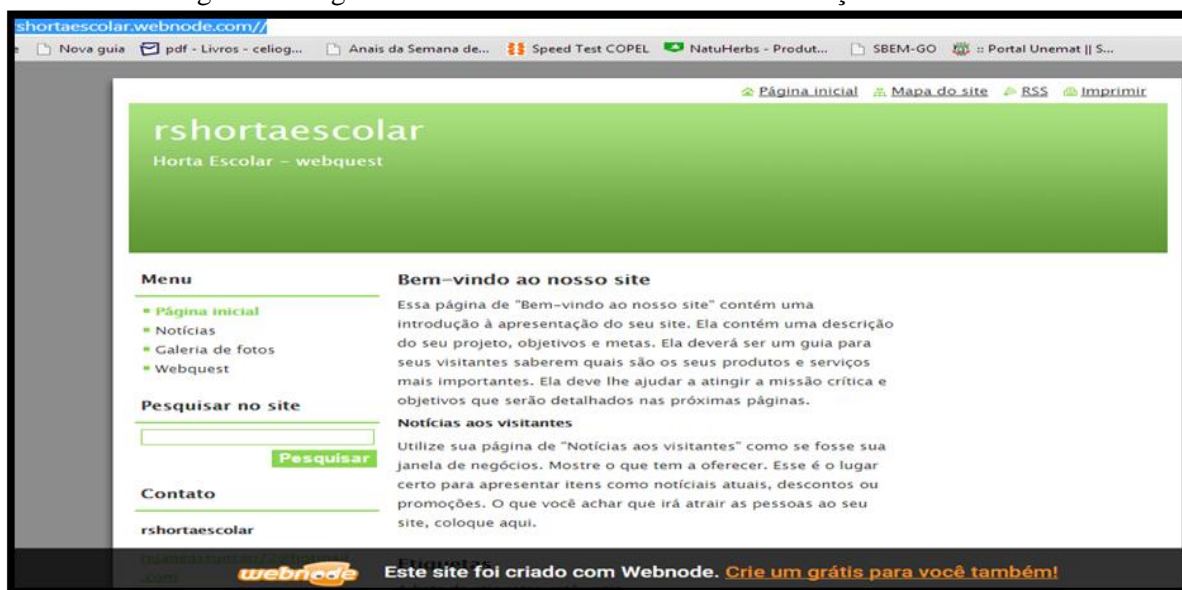 shortaescolar.webnode.com//
Nova guia pdf - Livros - celiog... Anais da Semana de... Speed Test COPEL NatuHerbs - Produt... SBEM-GO :: Portal Unemat || S...
Página inicial Mapa do site RSS Imprimir
rshortaescolar
Horta Escolar - webquest
Menu
Página inicial
Notícias
Galeria de fotos
Webquest
Pesquisar no site
Pesquisar
Contato
rshortaescolar
Bem-vindo ao nosso site
Essa página de "Bem-vindo ao nosso site" contém uma
introdução à apresentação do seu site. Ela contém uma descrição
do seu projeto, objetivos e metas. Ela deverá ser um guia para
seus visitantes saberem quais são os seus produtos e serviços
mais importantes. Ela deve lhe ajudar a atingir a missão crítica e
objetivos que serão detalhados nas próximas páginas.
Notícias aos visitantes
Utilize sua página de "Notícias aos visitantes" como se fosse sua
janela de negócios. Mostre o que tem a oferecer. Esse é o lugar
certo para apresentar itens como notíciais atuais, descontos ou
promoções. O que você achar que irá atrair as pessoas ao seu
site, coloque aqui.
Etiquetas
webnode Este site foi criado com Webnode. Crie um grátis para você também!